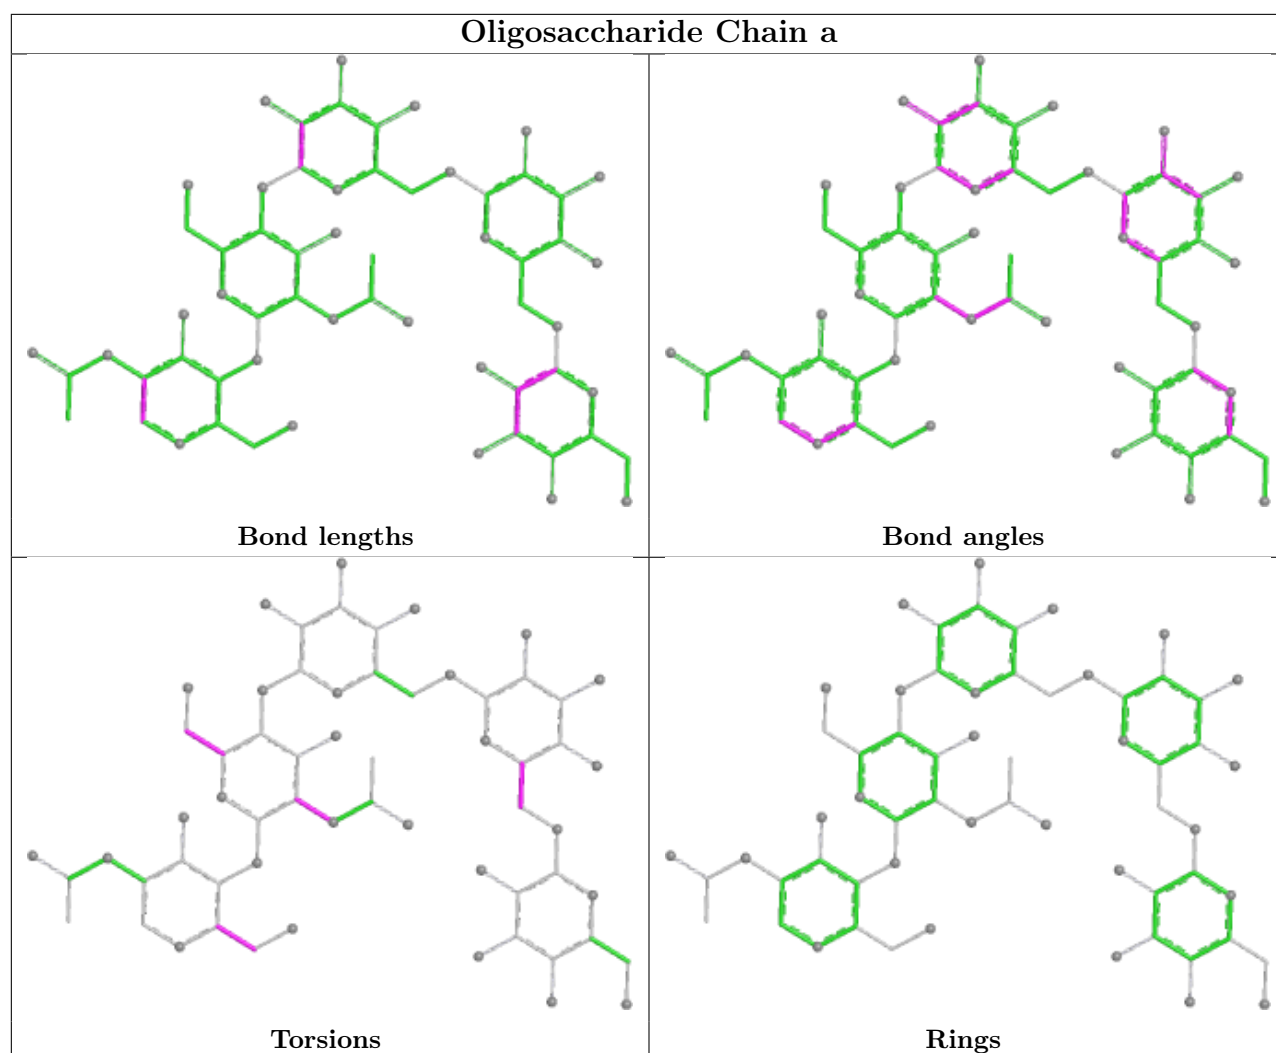 Oligosaccharide Chain a
Bond lengths
Bond angles
Torsions
Rings